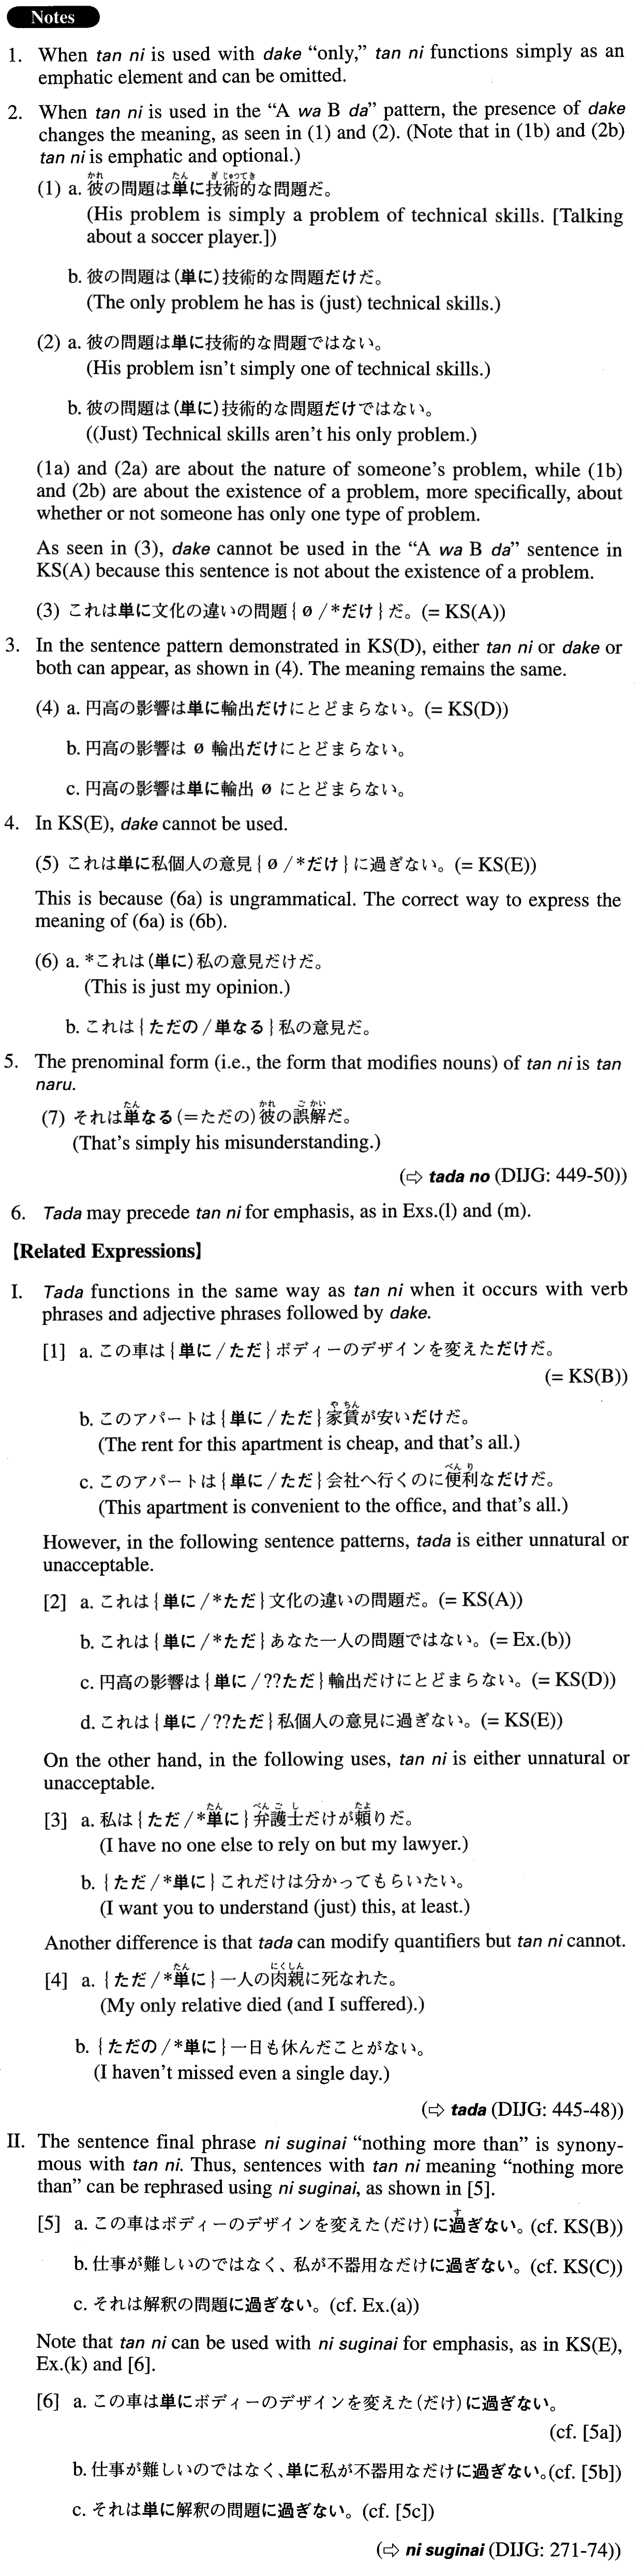 Notes
1. When tan ni is used with dake “only,” tan ni functions simply as an
emphatic element and can be omitted.
2. When tan ni is used in the “A wa B da” pattern, the presence of dake
changes the meaning, as seen in (1) and (2). (Note that in (1b) and (2b)
tan ni is emphatic and optional.)
かれ たん ぎじゅつてき
(1) a. 彼の問題は単に技術的な問題だ。
(His problem is simply a problem of technical skills. [Talking
about a soccer player.])
b. 彼の問題は(単に)技術的な問題だけだ。
(The only problem he has is (just) technical skills.)
(2) a. 彼の問題は単に技術的な問題ではない。
(His problem isn’t simply one of technical skills.)
b. 彼の問題は(単に)技術的な問題だけではない。
((Just) Technical skills aren’t his only problem.)
(1a) and (2a) are about the nature of someone’s problem, while (1b)
and (2b) are about the existence of a problem, more specifically, about
whether or not someone has only one type of problem.
As seen in (3), dake cannot be used in the “A wa B da” sentence in
KS(A) because this sentence is not about the existence of a problem.
(3) これは単に文化の違いの問題{ø/*だけ}だ。(= KS(A))
3. In the sentence pattern demonstrated in KS(D), either tan ni or dake or
both can appear, as shown in (4). The meaning remains the same.
(4) a. 円高の影響は単に輸出だけにとどまらない。(= KS(D))
b. 円高の影響は ø 輸出だけにとどまらない。
c. 円高の影響は単に輸出 ø にとどまらない。
4. In KS(E), dake cannot be used.
(5) これは単に私個人の意見{ø/*だけ}に過ぎない。(= KS(E))
This is because (6a) is ungrammatical. The correct way to express the
meaning of (6a) is (6b).
(6) a. *これは(単に)私の意見だけだ。
(This is just my opinion.)
b. これは{ただの/単なる}私の意見だ。
5. The prenominal form (i.e., the form that modifies nouns) of tan ni is tan
naru.
たん かれ ごかい
(7) それは単なる(=ただの)彼の誤解だ。
(That’s simply his misunderstanding.)
(⇨ tada no (DIJG: 449-50))
6. Tada may precede tan ni for emphasis, as in Exs.(l) and (m).
【Related Expressions】
I. Tada functions in the same way as tan ni when it occurs with verb
phrases and adjective phrases followed by dake.
[1] a. この車は{単に/ただ}ボディーのデザインを変えただけだ。
(= KS(B))
やちん
b. このアパートは{単に/ただ}家賃が安いだけだ。
(The rent for this apartment is cheap, and that’s all.)
べんり
c. このアパートは{単に/ただ}会社へ行くのに便利なだけだ。
(This apartment is convenient to the office, and that’s all.)
However, in the following sentence patterns, tada is either unnatural or
unacceptable.
[2] a. これは{単に/*ただ}文化の違いの問題だ。(= KS(A))
b. これは{単に/*ただ}あなた一人の問題ではない。(= Ex.(b))
c. 円高の影響は{単に/??ただ}輸出だけにとどまらない。(= KS(D))
d. これは{単に/??ただ}私個人の意見に過ぎない。(= KS(E))
On the other hand, in the following uses, tan ni is either unnatural or
unacceptable.
たん べんごし たよ
[3] a. 私は{ただ/*単に}弁護士だけが頼りだ。
(I have no one else to rely on but my lawyer.)
b. {ただ/*単に}これだけは分かってもらいたい。
(I want you to understand (just) this, at least.)
Another difference is that tada can modify quantifiers but tan ni cannot.
たん にくしん
[4] a. {ただ/*単に}一人の肉親に死なれた。
(My only relative died (and I suffered).)
b. {ただの/*単に}一日も休んだことがない。
(I haven’t missed even a single day.)
(⇨ tada (DIJG: 445-48))
II. The sentence final phrase ni suginai “nothing more than” is synony-
mous with tan ni. Thus, sentences with tan ni meaning “nothing more
than” can be rephrased using ni suginai, as shown in [5].
す
[5] a. この車はボディーのデザインを変えた(だけ)に過ぎない。(cf. KS(B))
b. 仕事が難しいのではなく、私が不器用なだけに過ぎない。(cf. KS(C))
c. それは解釈の問題に過ぎない。(cf. Ex.(a))
Note that tan ni can be used with ni suginai for emphasis, as in KS(E),
Ex.(k) and [6].
[6] a. この車は単にボディーのデザインを変えた(だけ)に過ぎない。
(cf. [5a])
b. 仕事が難しいのではなく、単に私が不器用なだけに過ぎない。(cf. [5b])
c. それは単に解釈の問題に過ぎない。(cf. [5c])
(⇨ ni suginai (DIJG: 271-74))